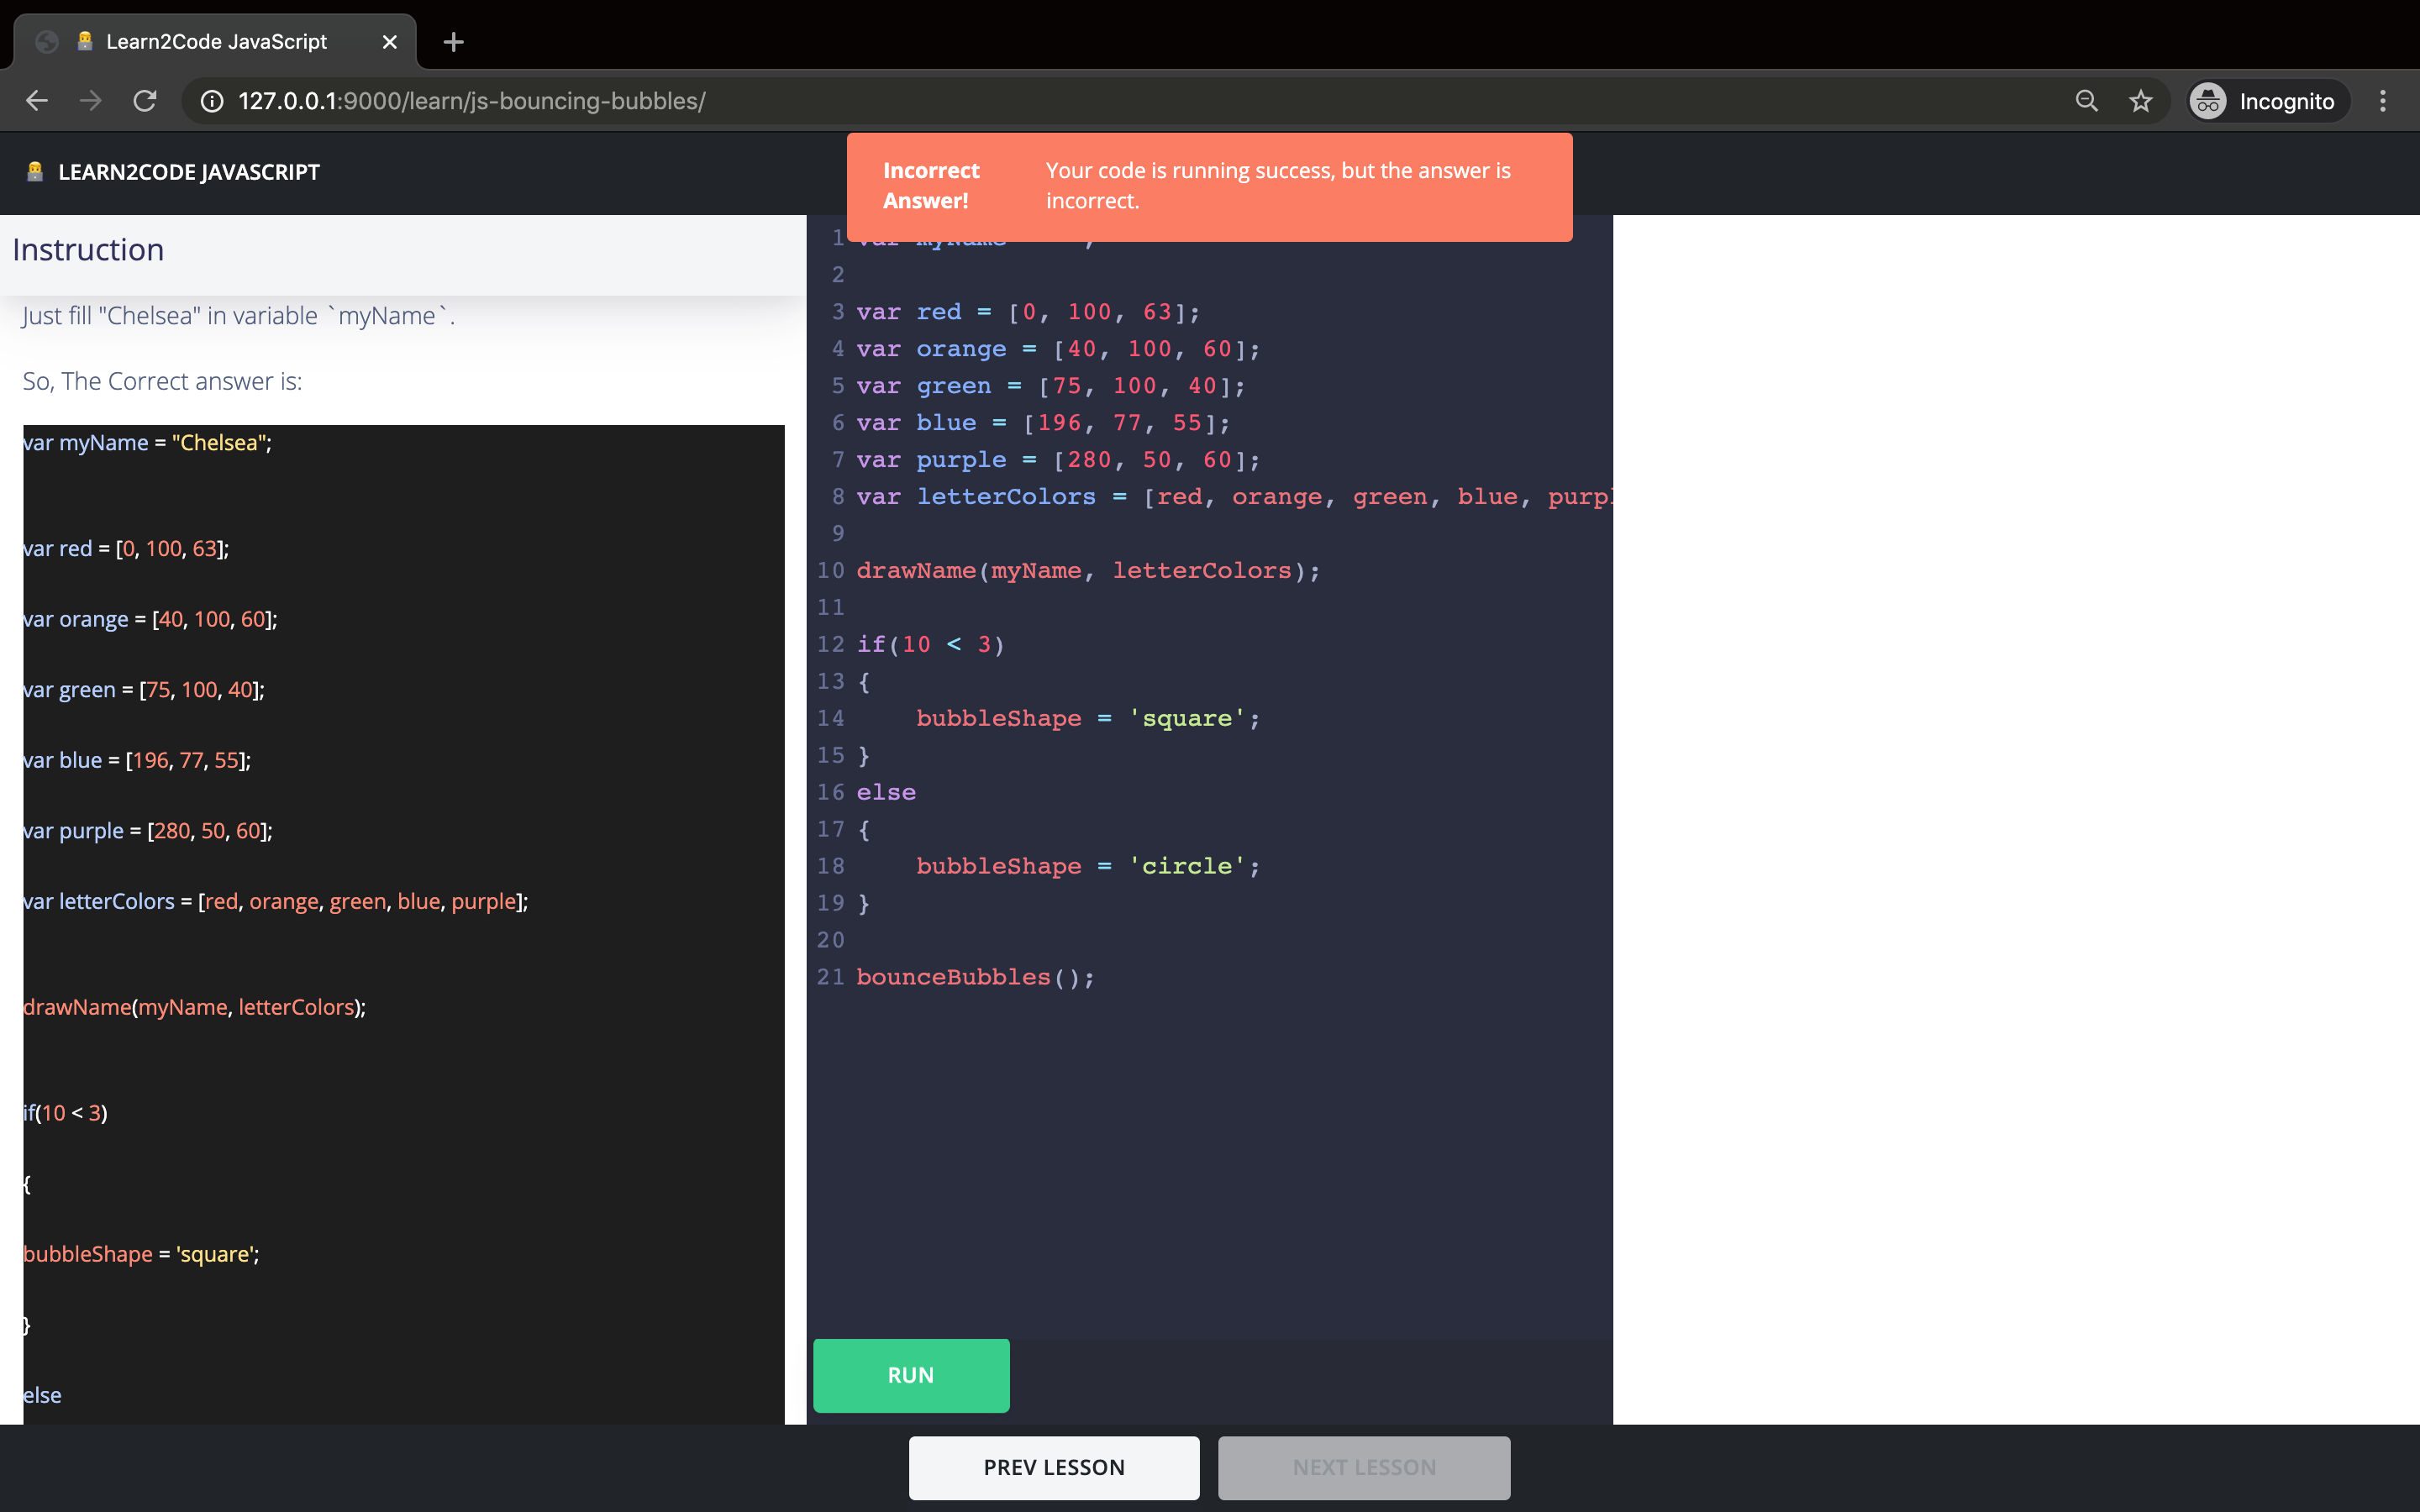 Learn2Code JavaScript
127.0.0.1:9000/learn/js-bouncing-bubbles/
Incognito
LEARN2CODE JAVASCRIPT
Incorrect Answer!
Your code is running success, but the answer is
incorrect.
Instruction
Just fill "Chelsea" in variable `myName`.
So, The Correct answer is:
var myName = "Chelsea";
var red = [0, 100, 63];
var orange = [40, 100, 60];
var green = [75, 100, 40];
var blue = [196, 77, 55];
var purple = [280, 50, 60];
var letterColors = [red, orange, green, blue, purple];
drawName(myName, letterColors);
if(10 < 3)
{
bubbleShape = 'square';
}
else
1 var myName
2
3 var red = [0, 100, 63];
4 var orange = [40, 100, 60];
5 var green = [75, 100, 40];
6 var blue = [196, 77, 55];
7 var purple = [280, 50, 60];
8 var letterColors = [red, orange, green, blue, purpl
9
10 drawName(myName, letterColors);
11
12 if(10 < 3)
13 {
14 bubbleShape = 'square';
15 }
16 else
17 {
18 bubbleShape = 'circle';
19 }
20
21 bounceBubbles();
RUN
PREV LESSON
NEXT LESSON